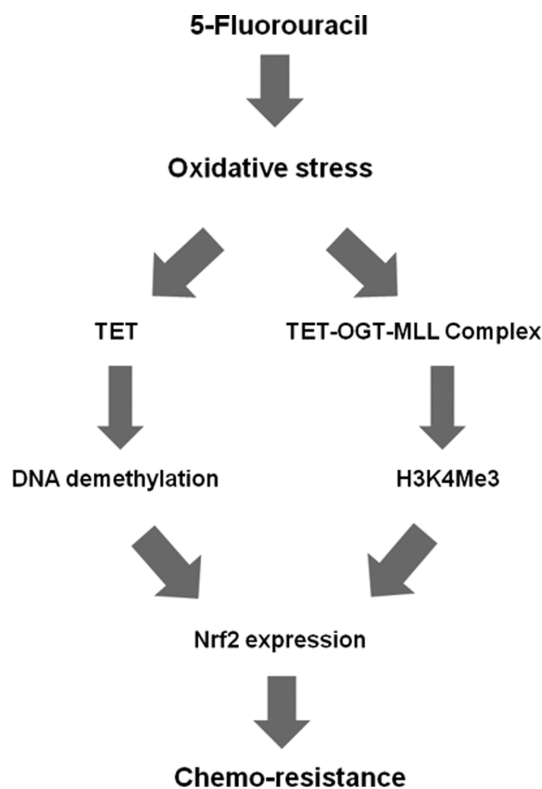 5-Fluorouracil
Oxidative stress
TET
TET-OGT-MLL Complex
DNA demethylation
H3K4Me3
Nrf2 expression
Chemo-resistance